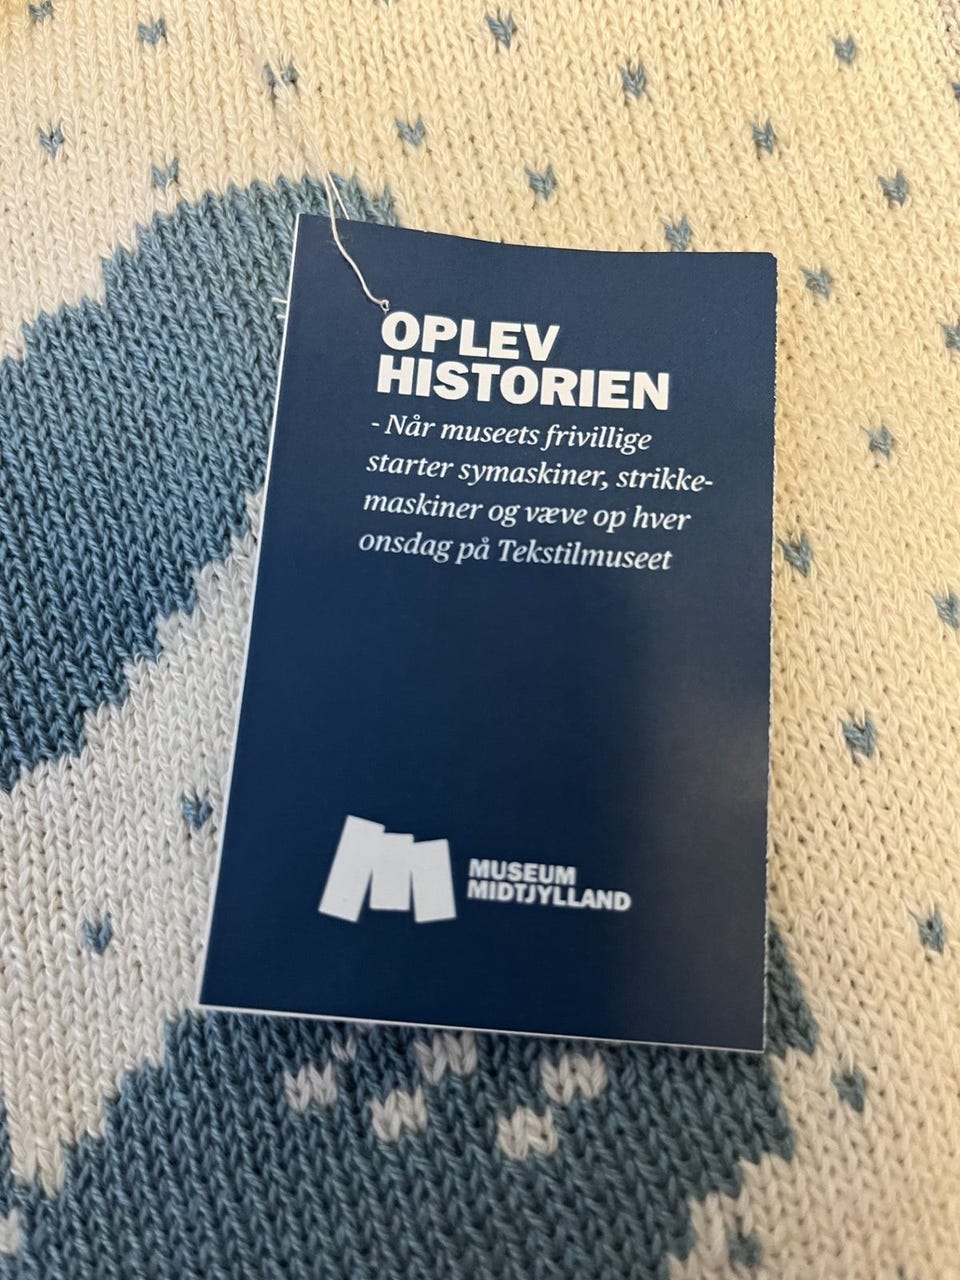 OPLEV
HISTORIEN
- Når museets frivillige
starter symaskiner, strikke-
maskiner og væve op hver
onsdag på Tekstilmuseet
MUSEUM
MIDTJYLLAND